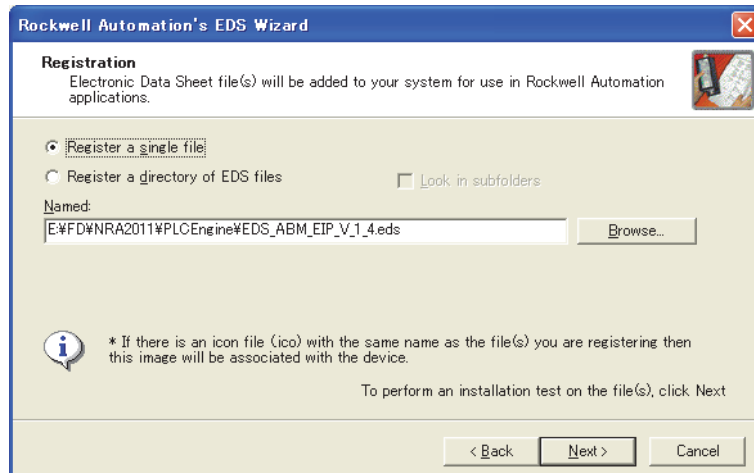 Rockwell Automation's EDS Wizard
Registration
Electronic Data Sheet file(s) will be added to your system for use in Rockwell Automation
applications.
Register a single file
Register a directory of EDS files
Look in subfolders
Named:
E:¥FD¥NRA2011¥PLCEngine¥EDS_ABM_EIP_V_1_4.eds
Browse...
* If there is an icon file (ico) with the same name as the file(s) you are registering then
this image will be associated with the device.
To perform an installation test on the file(s), click Next
< Back
Next >
Cancel